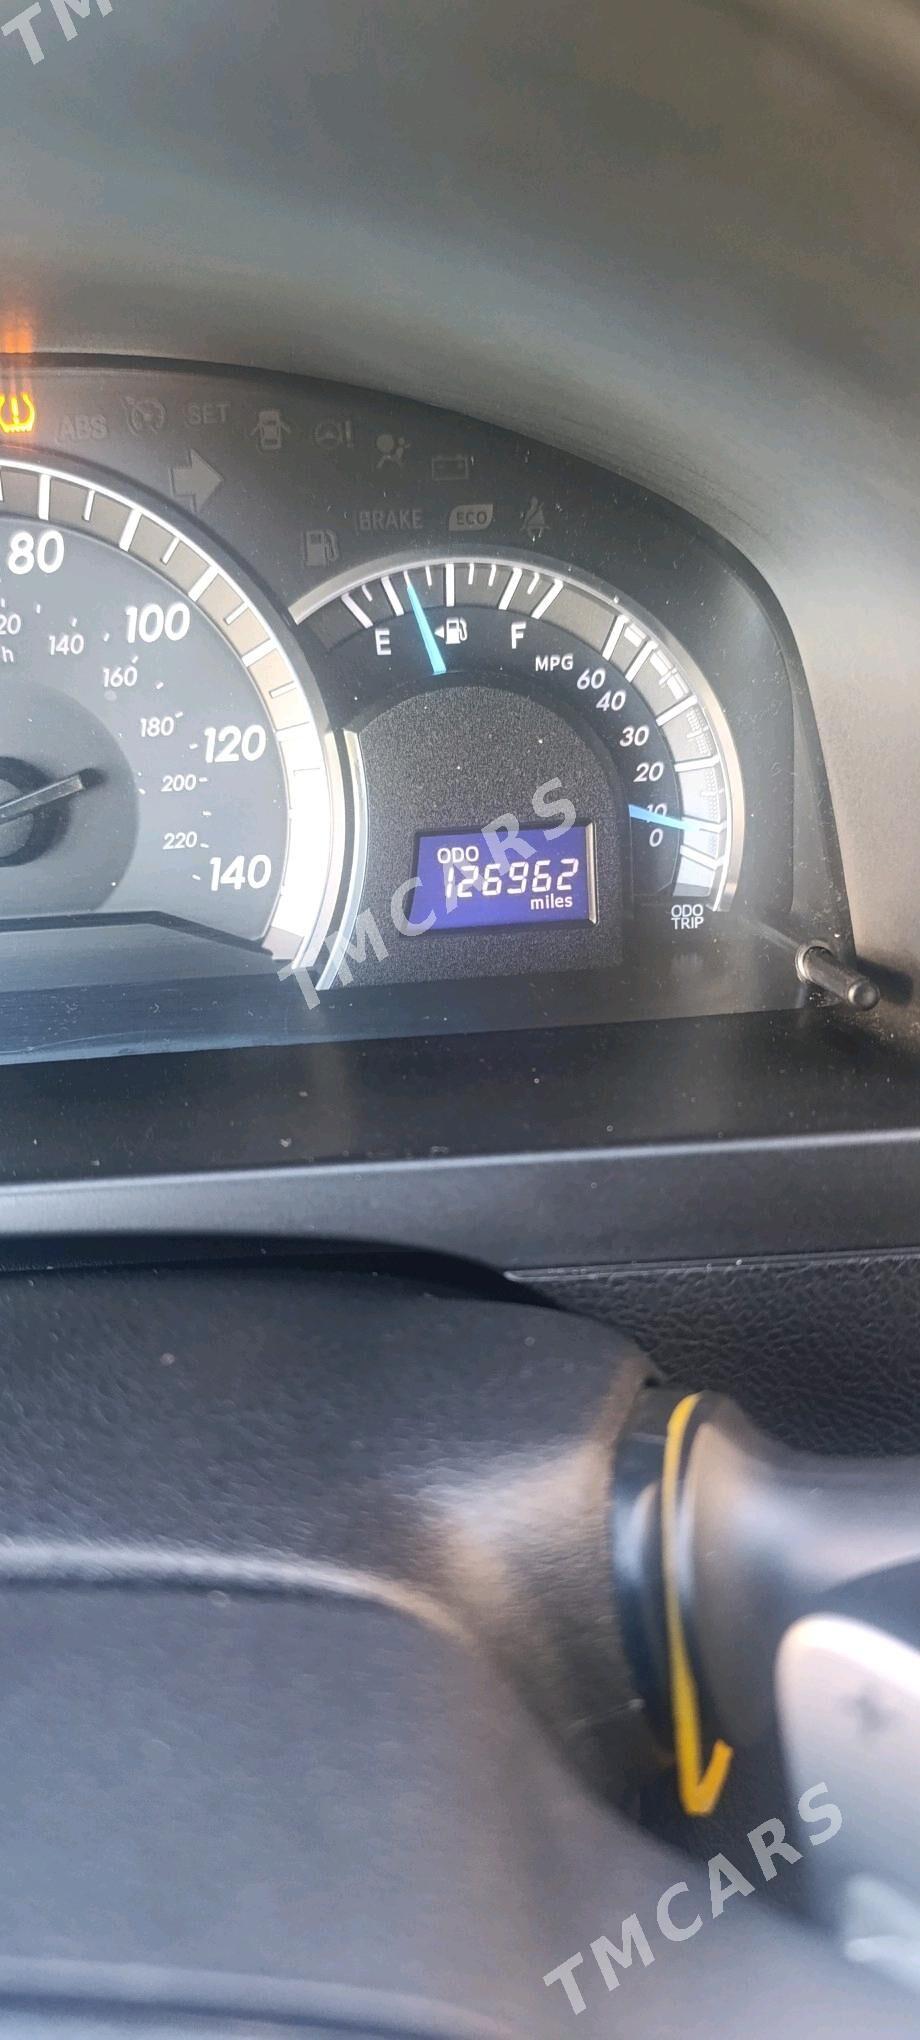 TM
ABS
SET
BRAKE
ECO
80
100
120
140
140
160
180
200
220
E
F
MPG
60
40
30
20
10
0
ODO
126962
miles
ODO
TRIP
TMCARS
TMCARS